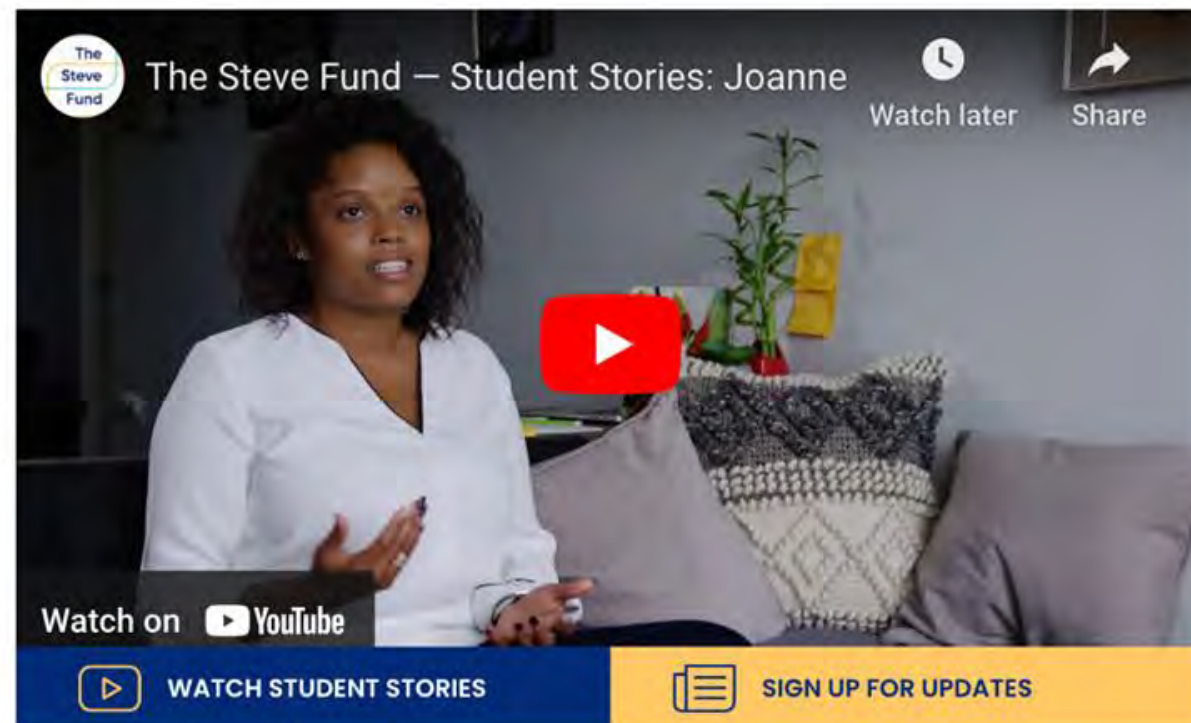 The
Steve
Fund
The Steve Fund — Student Stories: Joanne
Watch later
Share
Watch on YouTube
WATCH STUDENT STORIES
SIGN UP FOR UPDATES